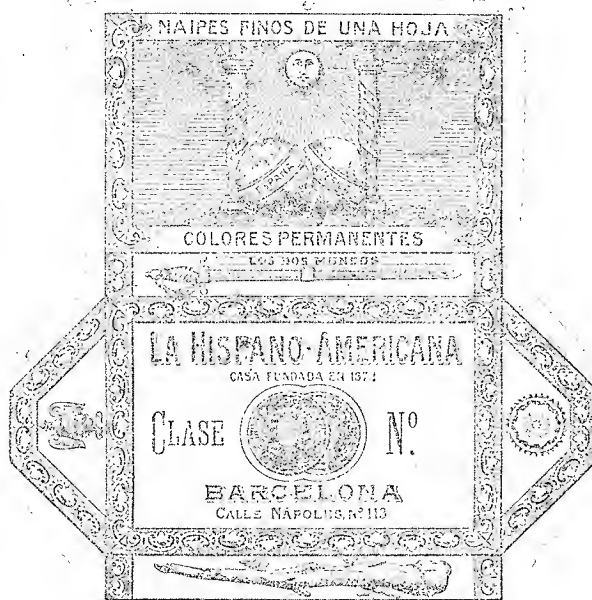 NAIPES FINOS DE UNA HOJA
ESPAÑA
COLORES PERMANENTES
LOS DOS MUNDOS
LA HISPANO-AMERICANA
CASA FUNDADA EN 1871
CLASE Nº
BARCELONA
CALLE NÁPOLES, nº 113